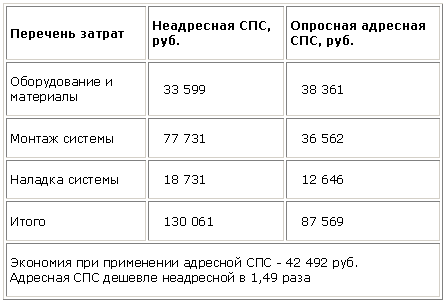 Перечень затрат
Неадресная СПС,
руб.
Опросная адресная
СПС, руб.
Оборудование и
материалы
33 599
38 361
Монтаж системы
77 731
36 562
Наладка системы
18 731
12 646
Итого
130 061
87 569
Экономия при применении адресной СПС - 42 492 руб.
Адресная СПС дешевле неадресной в 1,49 раза